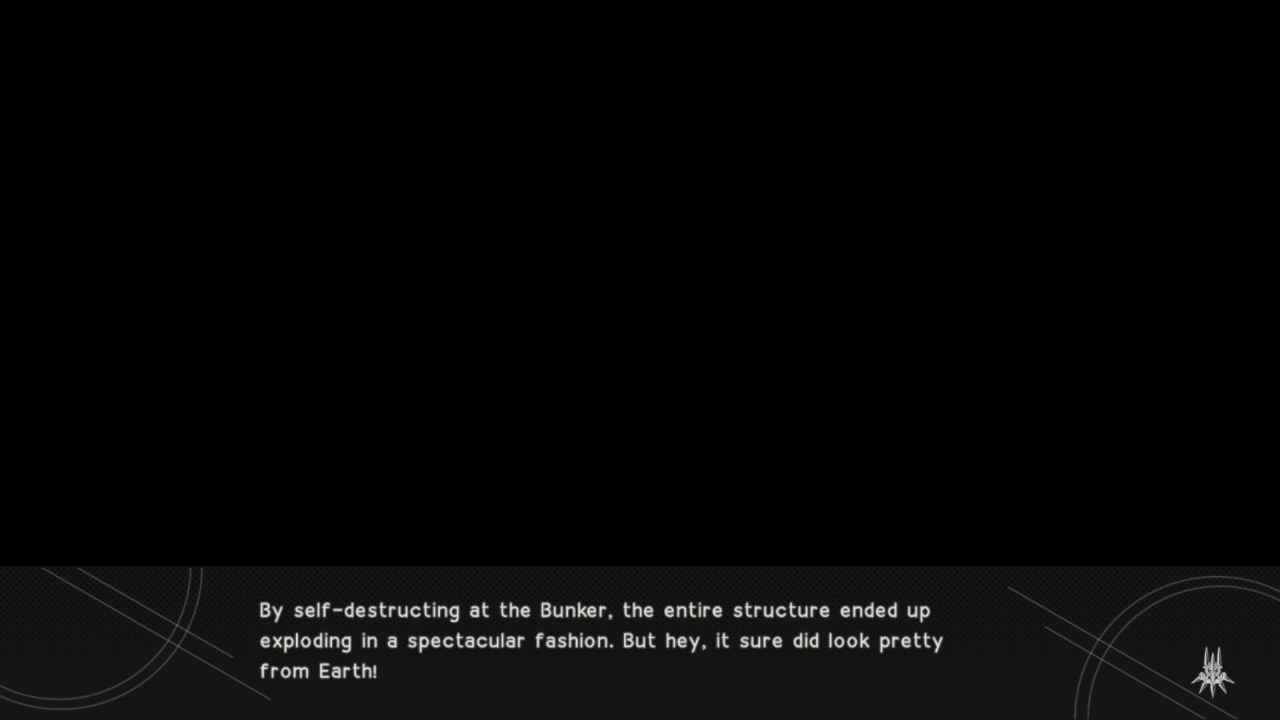 By self-destructing at the Bunker, the entire structure ended up
exploding in a spectacular fashion. But hey, it sure did look pretty
from Earth!